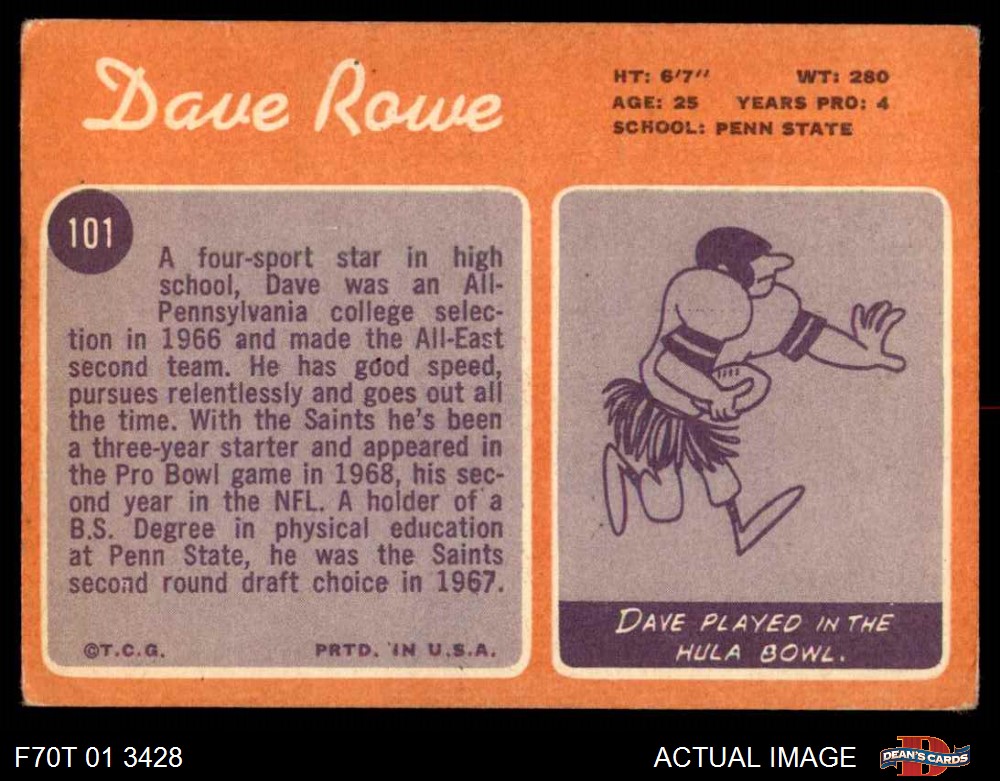 Dave Rowe
HT: 6'7" WT: 280
AGE: 25 YEARS PRO: 4
SCHOOL: PENN STATE
101
A four-sport star in high
school, Dave was an All-
Pennsylvania college selec-
tion in 1966 and made the All-East
second team. He has good speed,
pursues relentlessly and goes out all
the time. With the Saints he's been
a three-year starter and appeared in
the Pro Bowl game in 1968, his sec-
ond year in the NFL. A holder of a
B.S. Degree in physical education
at Penn State, he was the Saints
second round draft choice in 1967.
©T.C.G. PRTD. IN U.S.A.
DAVE PLAYED IN THE
HULA BOWL.
F70T 01 3428
ACTUAL IMAGE
DEAN'S CARDS